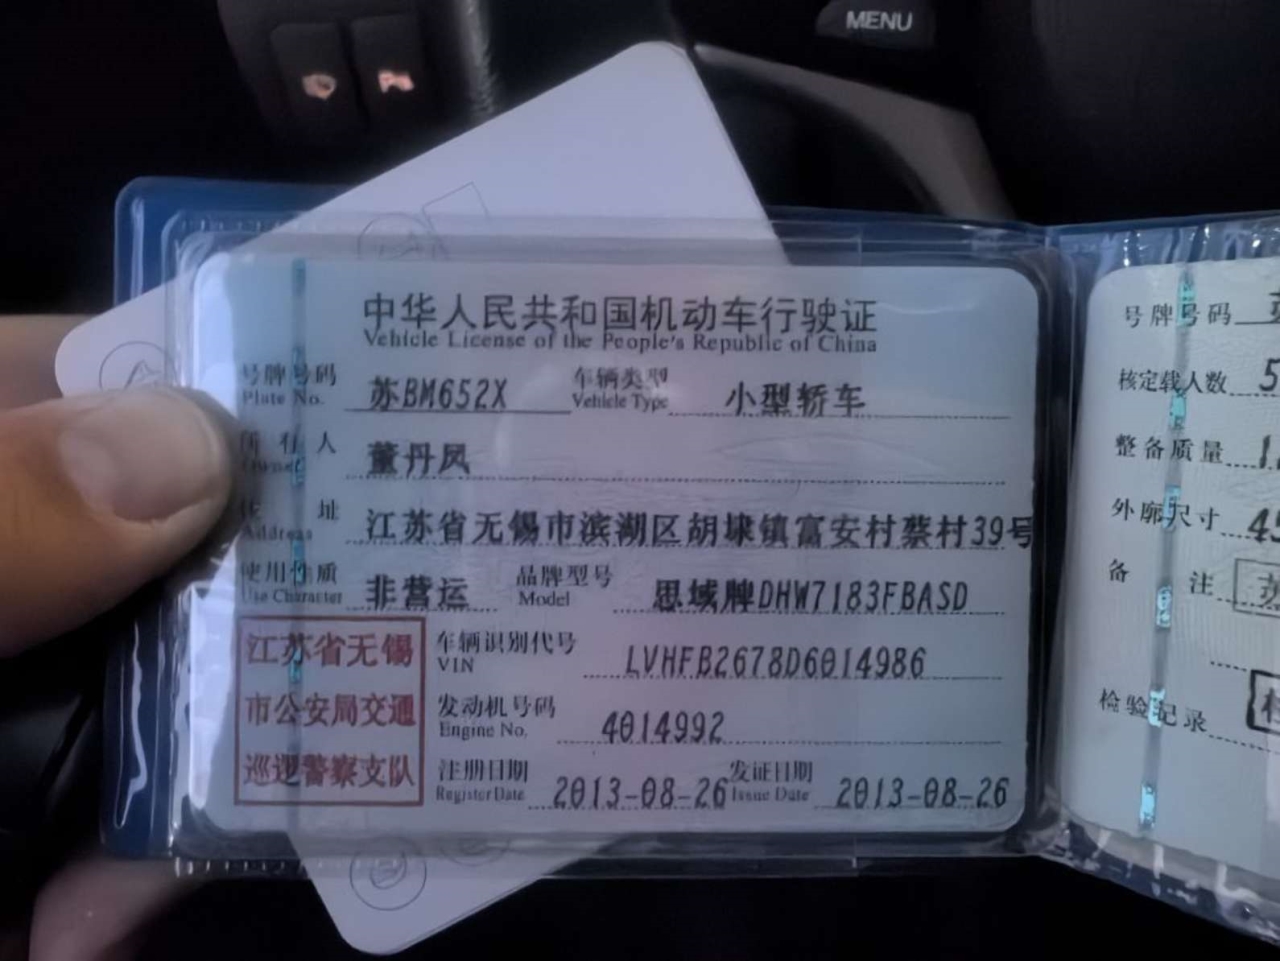 MENU
中华人民共和国机动车行驶证
Vehicle License of the People's Republic of China
号牌号码 苏BM652X 车辆类型 小型轿车
Plate No. Vehicle Type
所有人 董丹凤
Owner
住址 江苏省无锡市滨湖区胡埭镇富安村蔡村39号
Address
使用性质 非营运 品牌型号 思域牌DHW7183FBASD
Use Character Model
江苏省无锡
市公安局交通
巡逻警察支队
车辆识别代号 LVHFB2678D6014986
VIN
发动机号码 4014992
Engine No.
注册日期 2013-08-26 发证日期 2013-08-26
Register Date Issue Date
号牌号码
核定载人数 5
整备质量
外廓尺寸
备注
检验记录